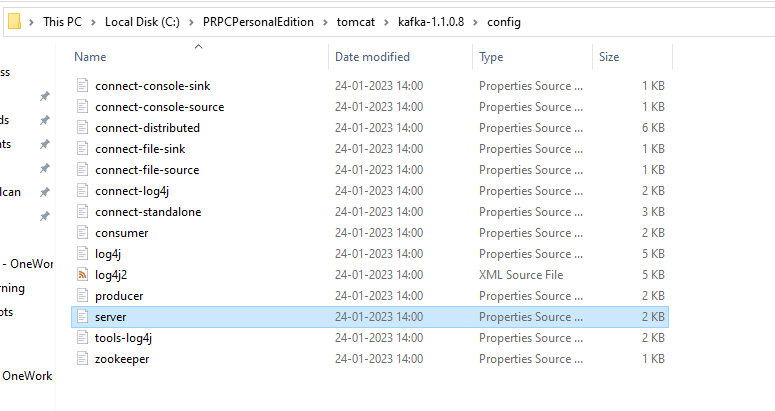 This PC > Local Disk (C:) > PRPCPersonalEdition > tomcat > kafka-1.1.0.8 > config
Name Date modified Type Size
ss
connect-console-sink 24-01-2023 14:00 Properties Source ... 1 KB
connect-console-source 24-01-2023 14:00 Properties Source ... 1 KB
ds
connect-distributed 24-01-2023 14:00 Properties Source ... 6 KB
nts
connect-file-sink 24-01-2023 14:00 Properties Source ... 1 KB
connect-file-source 24-01-2023 14:00 Properties Source ... 1 KB
lcan
connect-log4j 24-01-2023 14:00 Properties Source ... 2 KB
connect-standalone 24-01-2023 14:00 Properties Source ... 3 KB
consumer 24-01-2023 14:00 Properties Source ... 2 KB
log4j 24-01-2023 14:00 Properties Source ... 5 KB
- OneWor
log4j2 24-01-2023 14:00 XML Source File 5 KB
rning
producer 24-01-2023 14:00 Properties Source ... 2 KB
ots
server 24-01-2023 14:00 Properties Source ... 2 KB
tools-log4j 24-01-2023 14:00 Properties Source ... 2 KB
zookeeper 24-01-2023 14:00 Properties Source ... 1 KB
OneWorks